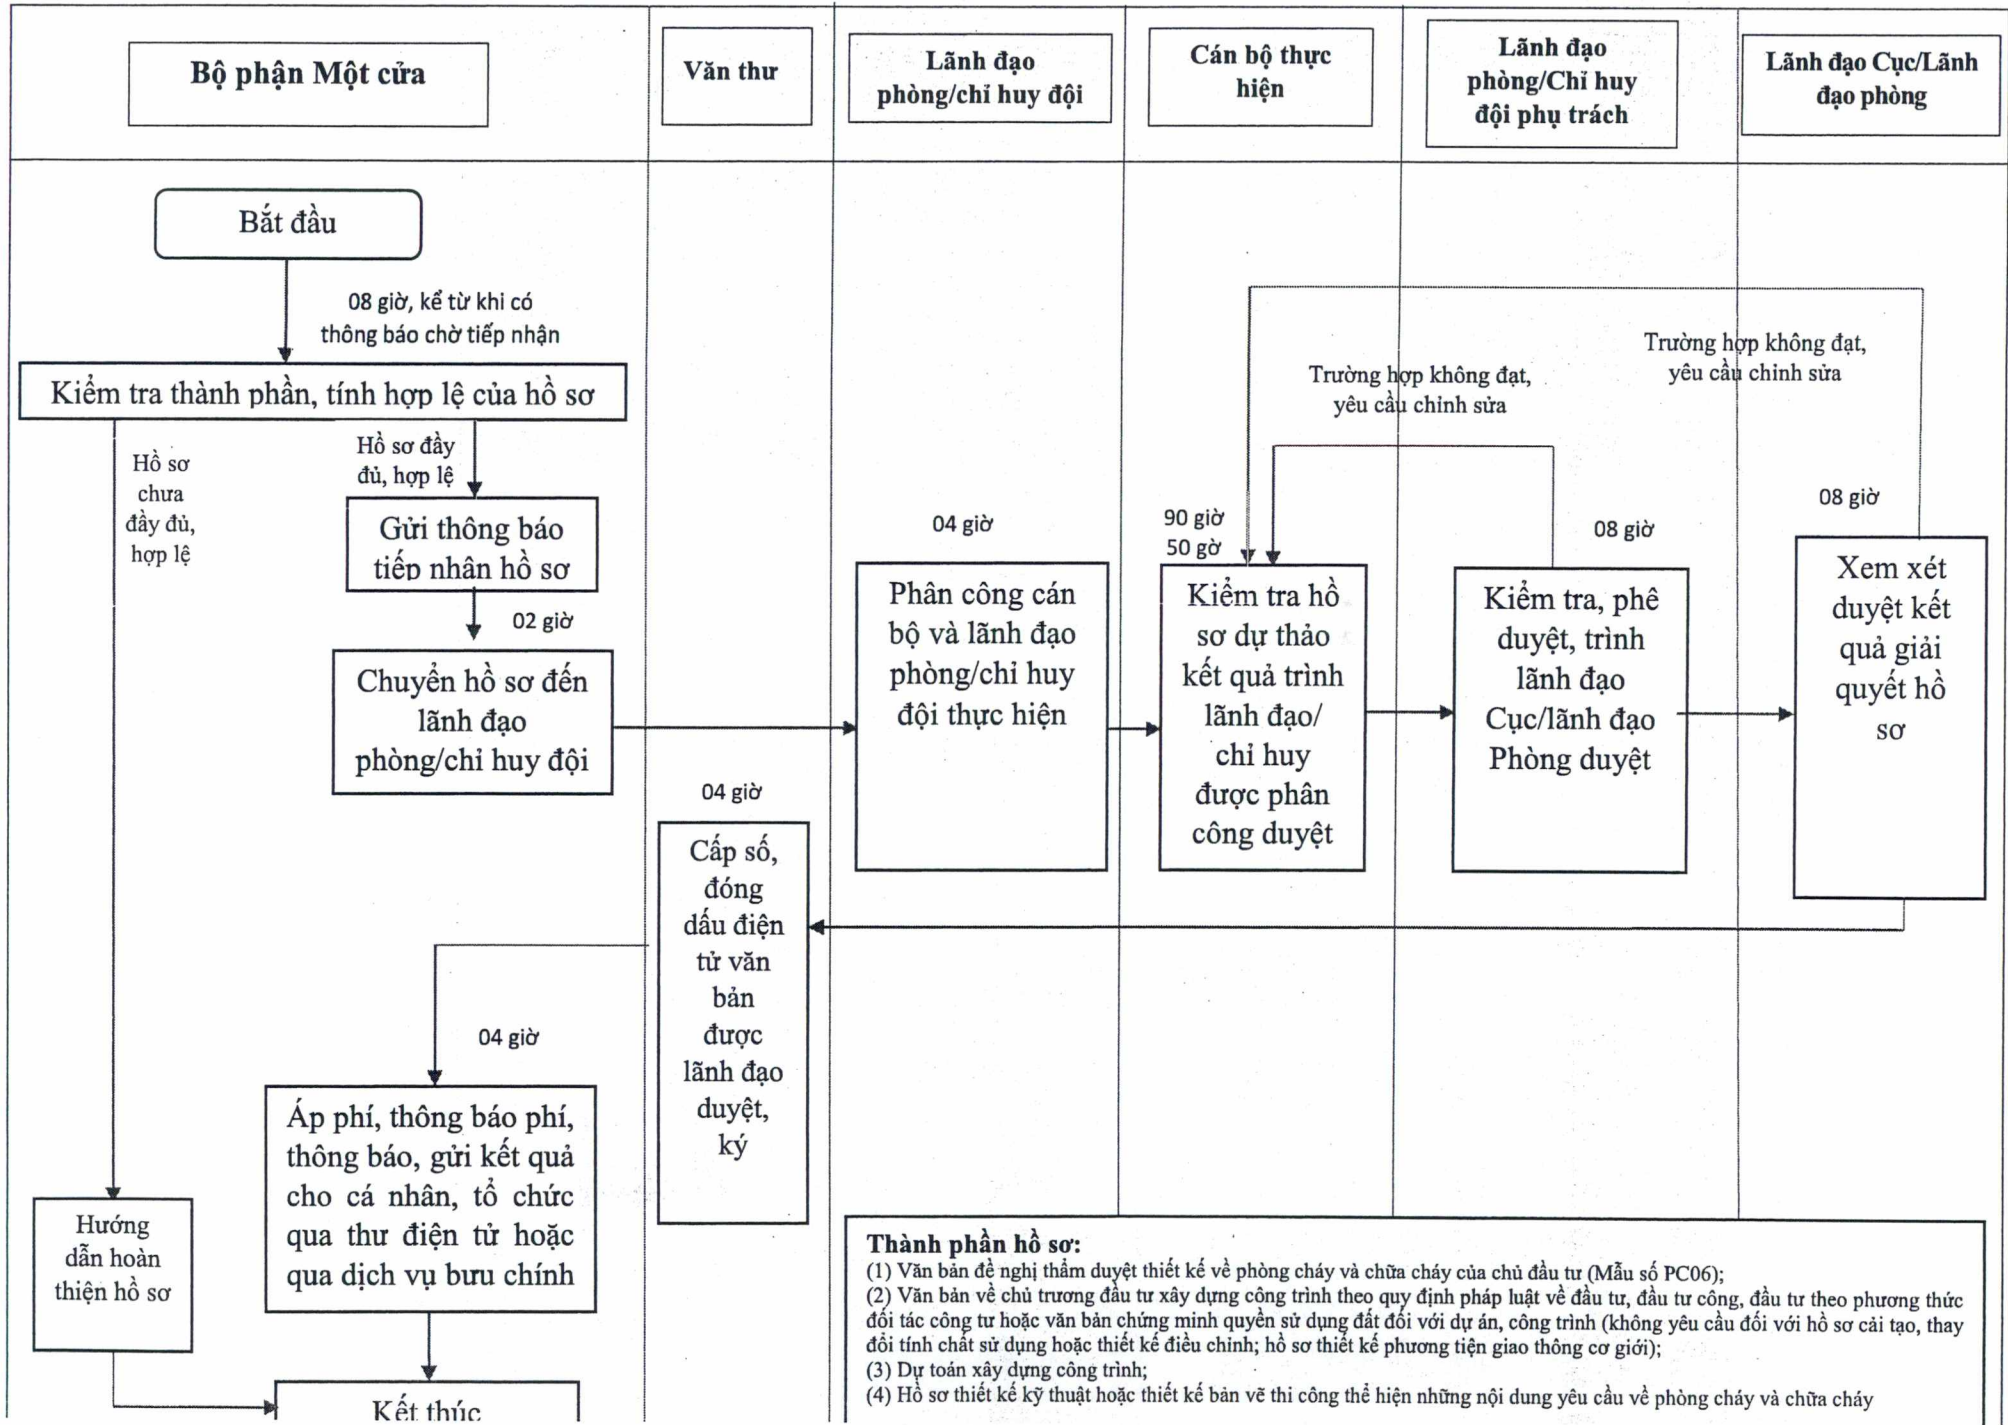 Bộ phận Một cửa
Văn thư
Lãnh đạo
phòng/chỉ huy đội
Cán bộ thực
hiện
Lãnh đạo
phòng/Chỉ huy
đội phụ trách
Lãnh đạo Cục/Lãnh
đạo phòng
Bắt đầu
08 giờ, kể từ khi có
thông báo chờ tiếp nhận
Kiểm tra thành phần, tính hợp lệ của hồ sơ
Hồ sơ
chưa
đầy đủ,
hợp lệ
Hồ sơ đầy
đủ, hợp lệ
Gửi thông báo
tiếp nhân hồ sơ
02 giờ
Chuyển hồ sơ đến
lãnh đạo
phòng/chỉ huy đội
04 giờ
Phân công cán
bộ và lãnh đạo
phòng/chỉ huy
đội thực hiện
90 giờ
50 gờ
Kiểm tra hồ
sơ dự thảo
kết quả trình
lãnh đạo/
chỉ huy
được phân
công duyệt
Trường hợp không đạt,
yêu cầu chỉnh sửa
08 giờ
Kiểm tra, phê
duyệt, trình
lãnh đạo
Cục/lãnh đạo
Phòng duyệt
Trường hợp không đạt,
yêu cầu chỉnh sửa
08 giờ
Xem xét
duyệt kết
quả giải
quyết hồ
sơ
04 giờ
Cấp số,
đóng
dấu điện
tử văn
bản
được
lãnh đạo
duyệt,
ký
04 giờ
Áp phí, thông báo phí,
thông báo, gửi kết quả
cho cá nhân, tổ chức
qua thư điện tử hoặc
qua dịch vụ bưu chính
Hướng
dẫn hoàn
thiện hồ sơ
Kết thúc
Thành phần hồ sơ:
(1) Văn bản đề nghị thẩm duyệt thiết kế về phòng cháy và chữa cháy của chủ đầu tư (Mẫu số PC06);
(2) Văn bản về chủ trương đầu tư xây dựng công trình theo quy định pháp luật về đầu tư, đầu tư công, đầu tư theo phương thức
đối tác công tư hoặc văn bản chứng minh quyền sử dụng đất đối với dự án, công trình (không yêu cầu đối với hồ sơ cải tạo, thay
đổi tính chất sử dụng hoặc thiết kế điều chỉnh; hồ sơ thiết kế phương tiện giao thông cơ giới);
(3) Dự toán xây dựng công trình;
(4) Hồ sơ thiết kế kỹ thuật hoặc thiết kế bản vẽ thi công thể hiện những nội dung yêu cầu về phòng cháy và chữa cháy